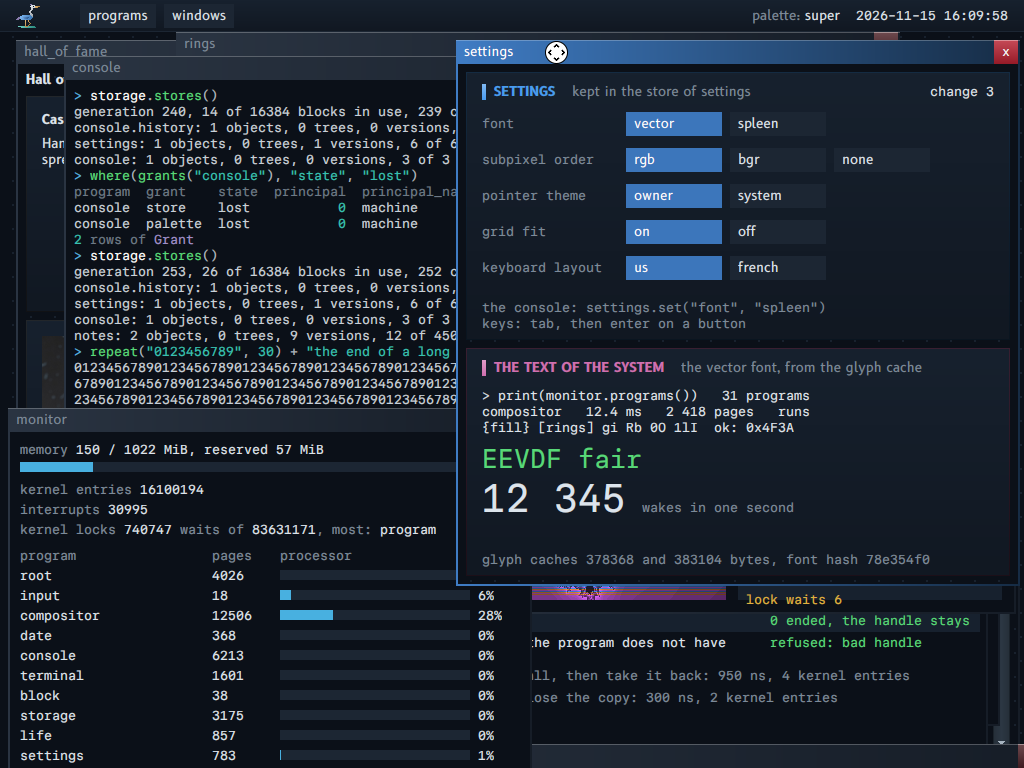 programs windows palette: super 2026-11-15 16:09:58
hall_of_fame
rings
console
Hall o
Cas
Han
spre
> storage.stores()
generation 240, 14 of 16384 blocks in use, 239 c
console.history: 1 objects, 0 trees, 0 versions,
settings: 1 objects, 0 trees, 1 versions, 6 of 6
console: 1 objects, 0 trees, 0 versions, 3 of 3
> where(grants("console"), "state", "lost")
program grant state principal principal_na
console store lost 0 machine
console palette lost 0 machine
2 rows of Grant
> storage.stores()
generation 253, 26 of 16384 blocks in use, 252 c
console.history: 1 objects, 0 trees, 0 versions,
settings: 1 objects, 0 trees, 1 versions, 6 of 6
console: 1 objects, 0 trees, 0 versions, 3 of 3
notes: 2 objects, 0 trees, 9 versions, 12 of 450
> repeat("0123456789", 30) + "the end of a long
012345678901234567890123456789012345678901234567
678901234567890123456789012345678901234567890123
234567890123456789012345678901234567890123456789
settings x
SETTINGS kept in the store of settings change 3
font vector spleen
subpixel order rgb bgr none
pointer theme owner system
grid fit on off
keyboard layout us french
the console: settings.set("font", "spleen")
keys: tab, then enter on a button
THE TEXT OF THE SYSTEM the vector font, from the glyph cache
> print(monitor.programs()) 31 programs
compositor 12.4 ms 2 418 pages runs
{fill} [rings] gi Rb 0O 1lI ok: 0x4F3A
EEVDF fair
12 345 wakes in one second
glyph caches 378368 and 383104 bytes, font hash 78e354f0
monitor
memory 150 / 1022 MiB, reserved 57 MiB
kernel entries 16100194
interrupts 30995
kernel locks 740747 waits of 83631171, most: program
program pages processor
root 4026
input 18 6%
compositor 12506 28%
date 368 0%
console 6213 0%
terminal 1601 0%
block 38 0%
storage 3175 0%
life 857 0%
settings 783 1%
lock waits 6
0 ended, the handle stays
the program does not have refused: bad handle
all, then take it back: 950 ns, 4 kernel entries
lose the copy: 300 ns, 2 kernel entries